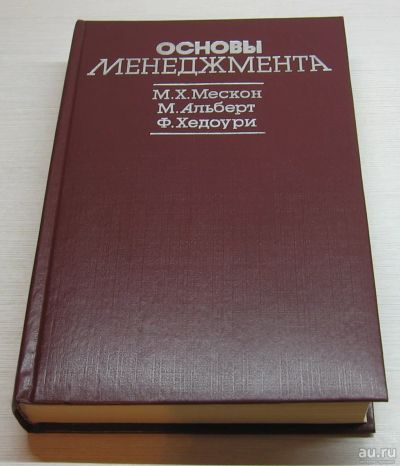 ОСНОВЫ
МЕНЕДЖМЕНТА
М.Х.Мескон
М.Альберт
Ф.Хедоури
au.ru